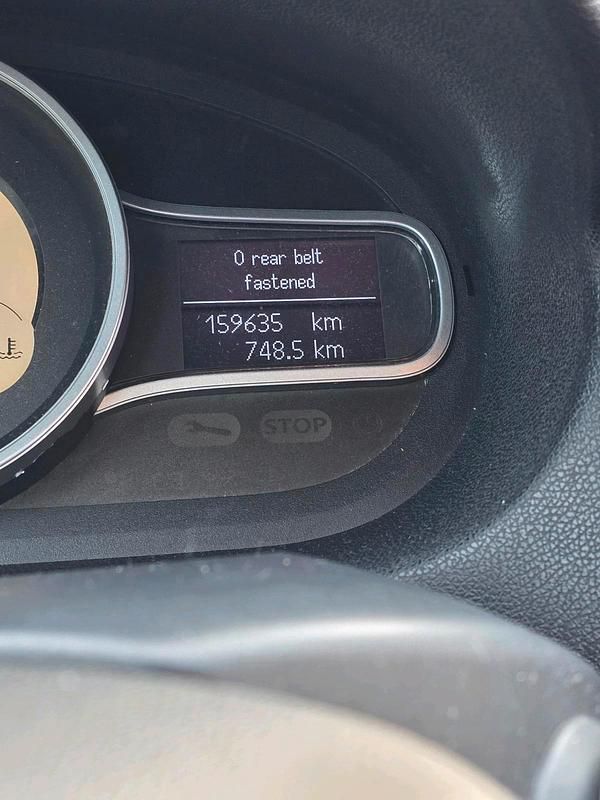 0 rear belt
fastened
159635 km
748.5 km
STOP